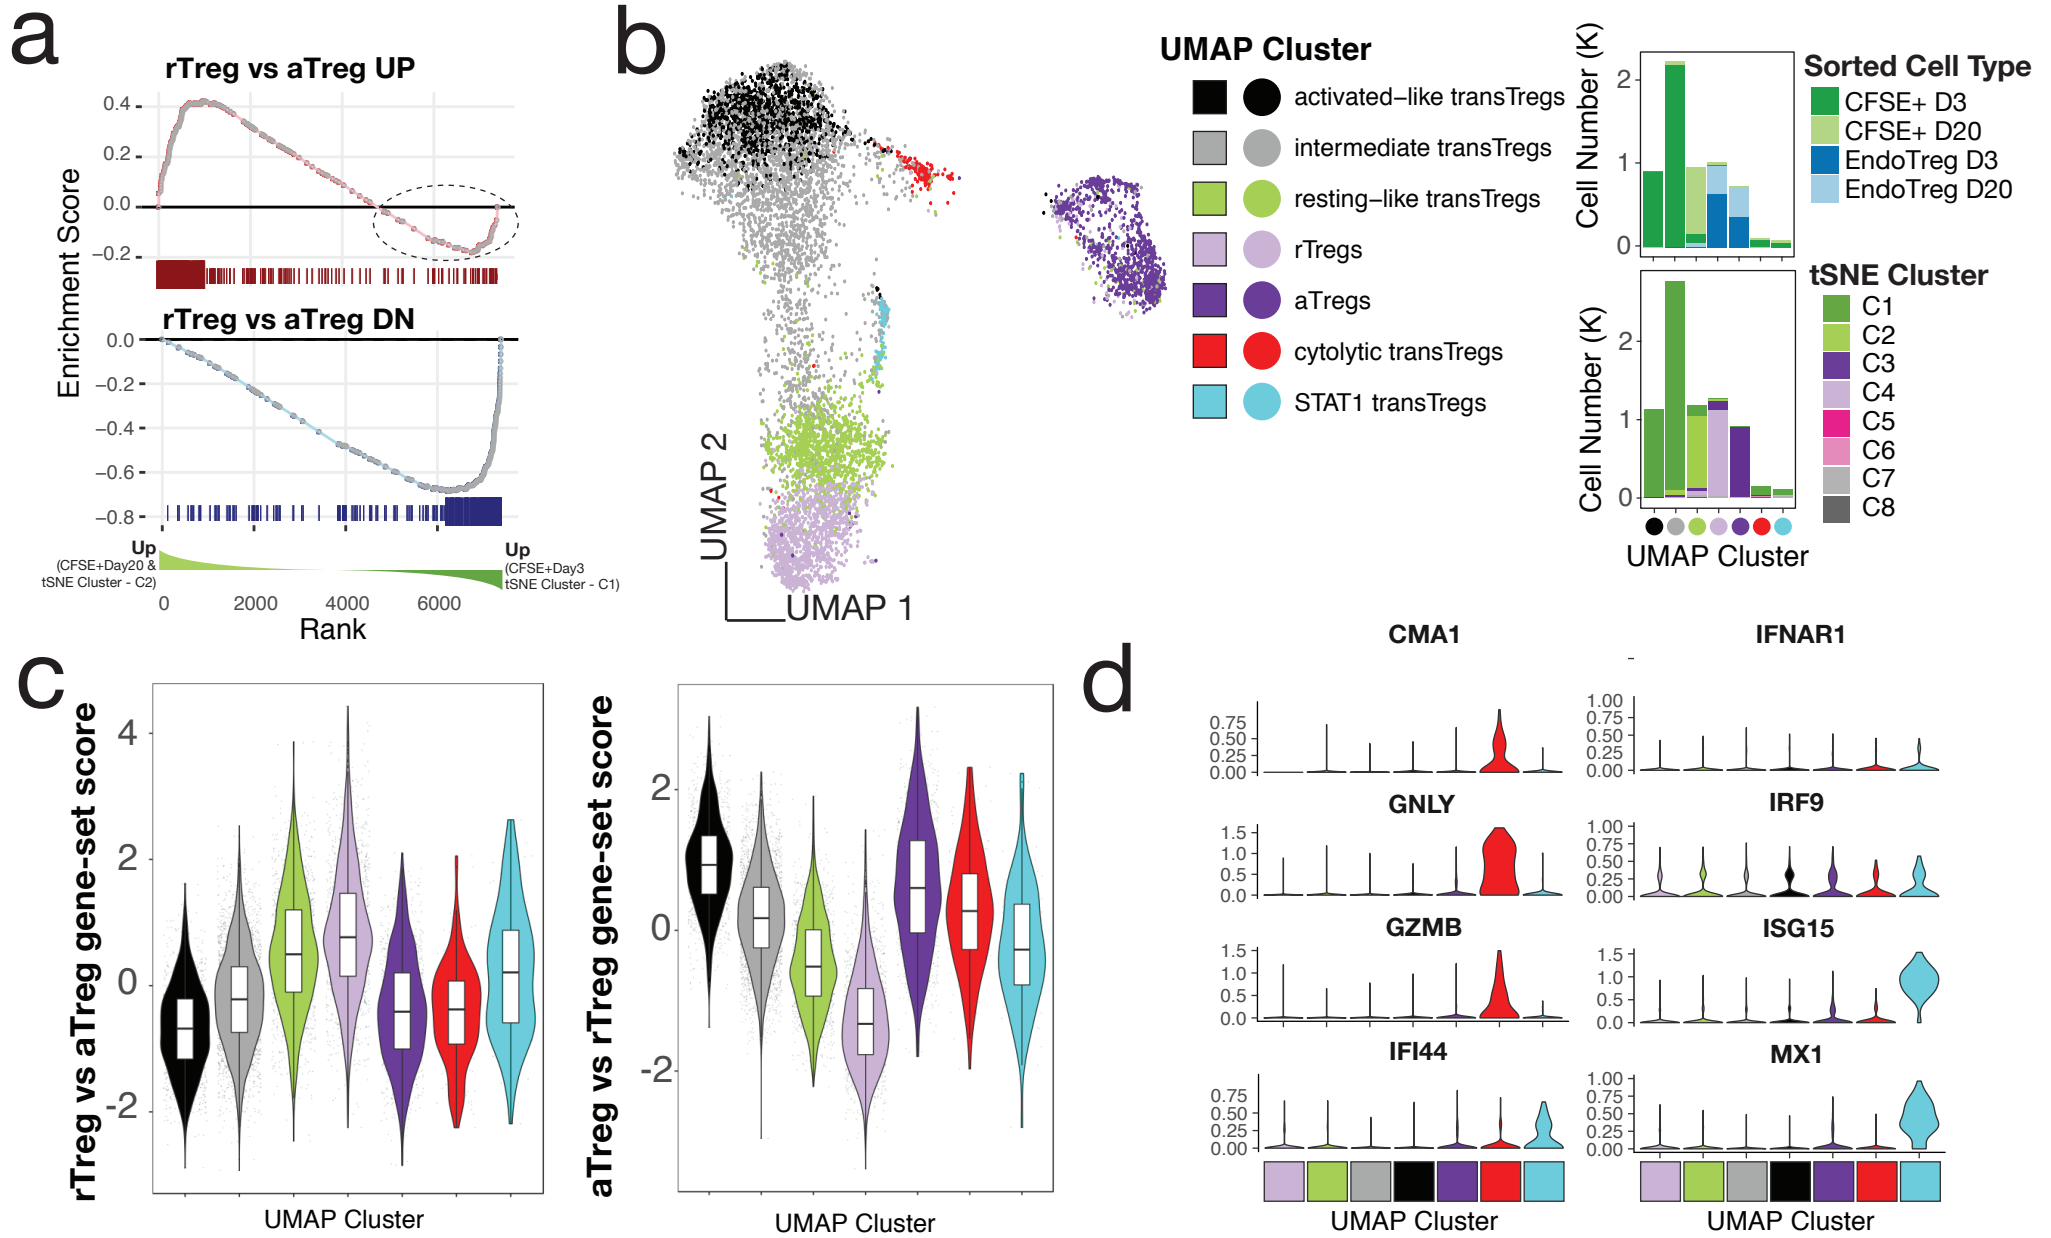 a
rTreg vs aTreg UP
0.4
0.2
0.0
−0.2
Enrichment Score
rTreg vs aTreg DN
0.0
−0.2
−0.4
−0.6
−0.8
Up
(CFSE+Day20 &
tSNE Cluster - C2)
Up
(CFSE+Day3
tSNE Cluster - C1)
0
2000
4000
6000
Rank
b
UMAP 2
UMAP 1
UMAP Cluster
activated−like transTregs
intermediate transTregs
resting−like transTregs
rTregs
aTregs
cytolytic transTregs
STAT1 transTregs
Cell Number (K)
2
1
0
Sorted Cell Type
CFSE+ D3
CFSE+ D20
EndoTreg D3
EndoTreg D20
Cell Number (K)
2
1
0
UMAP Cluster
tSNE Cluster
C1
C2
C3
C4
C5
C6
C7
C8
c
rTreg vs aTreg gene-set score
4
2
0
-2
UMAP Cluster
aTreg vs rTreg gene-set score
2
0
-2
UMAP Cluster
d
CMA1
0.75
0.50
0.25
0.00
IFNAR1
1.00
0.75
0.50
0.25
0.00
GNLY
1.5
1.0
0.5
0.0
IRF9
1.00
0.75
0.50
0.25
0.00
GZMB
1.5
1.0
0.5
0.0
ISG15
1.5
1.0
0.5
0.0
IFI44
0.75
0.50
0.25
0.00
MX1
1.00
0.75
0.50
0.25
0.00
UMAP Cluster
UMAP Cluster